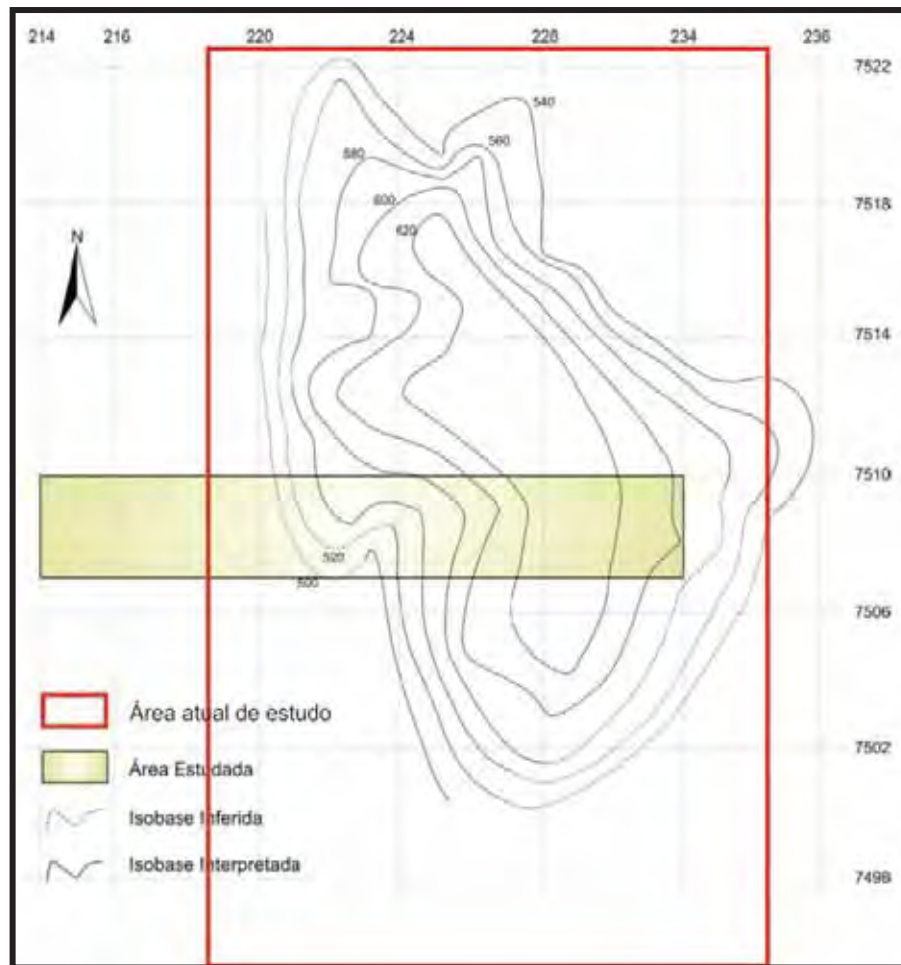 214 216 220 224 228 234 236
7522
540
560
580
7518
600
620
N
7514
7510
520
500
7506
Área atual de estudo
7502
Área Estudada
Isobase Inferida
Isobase Interpretada
7498